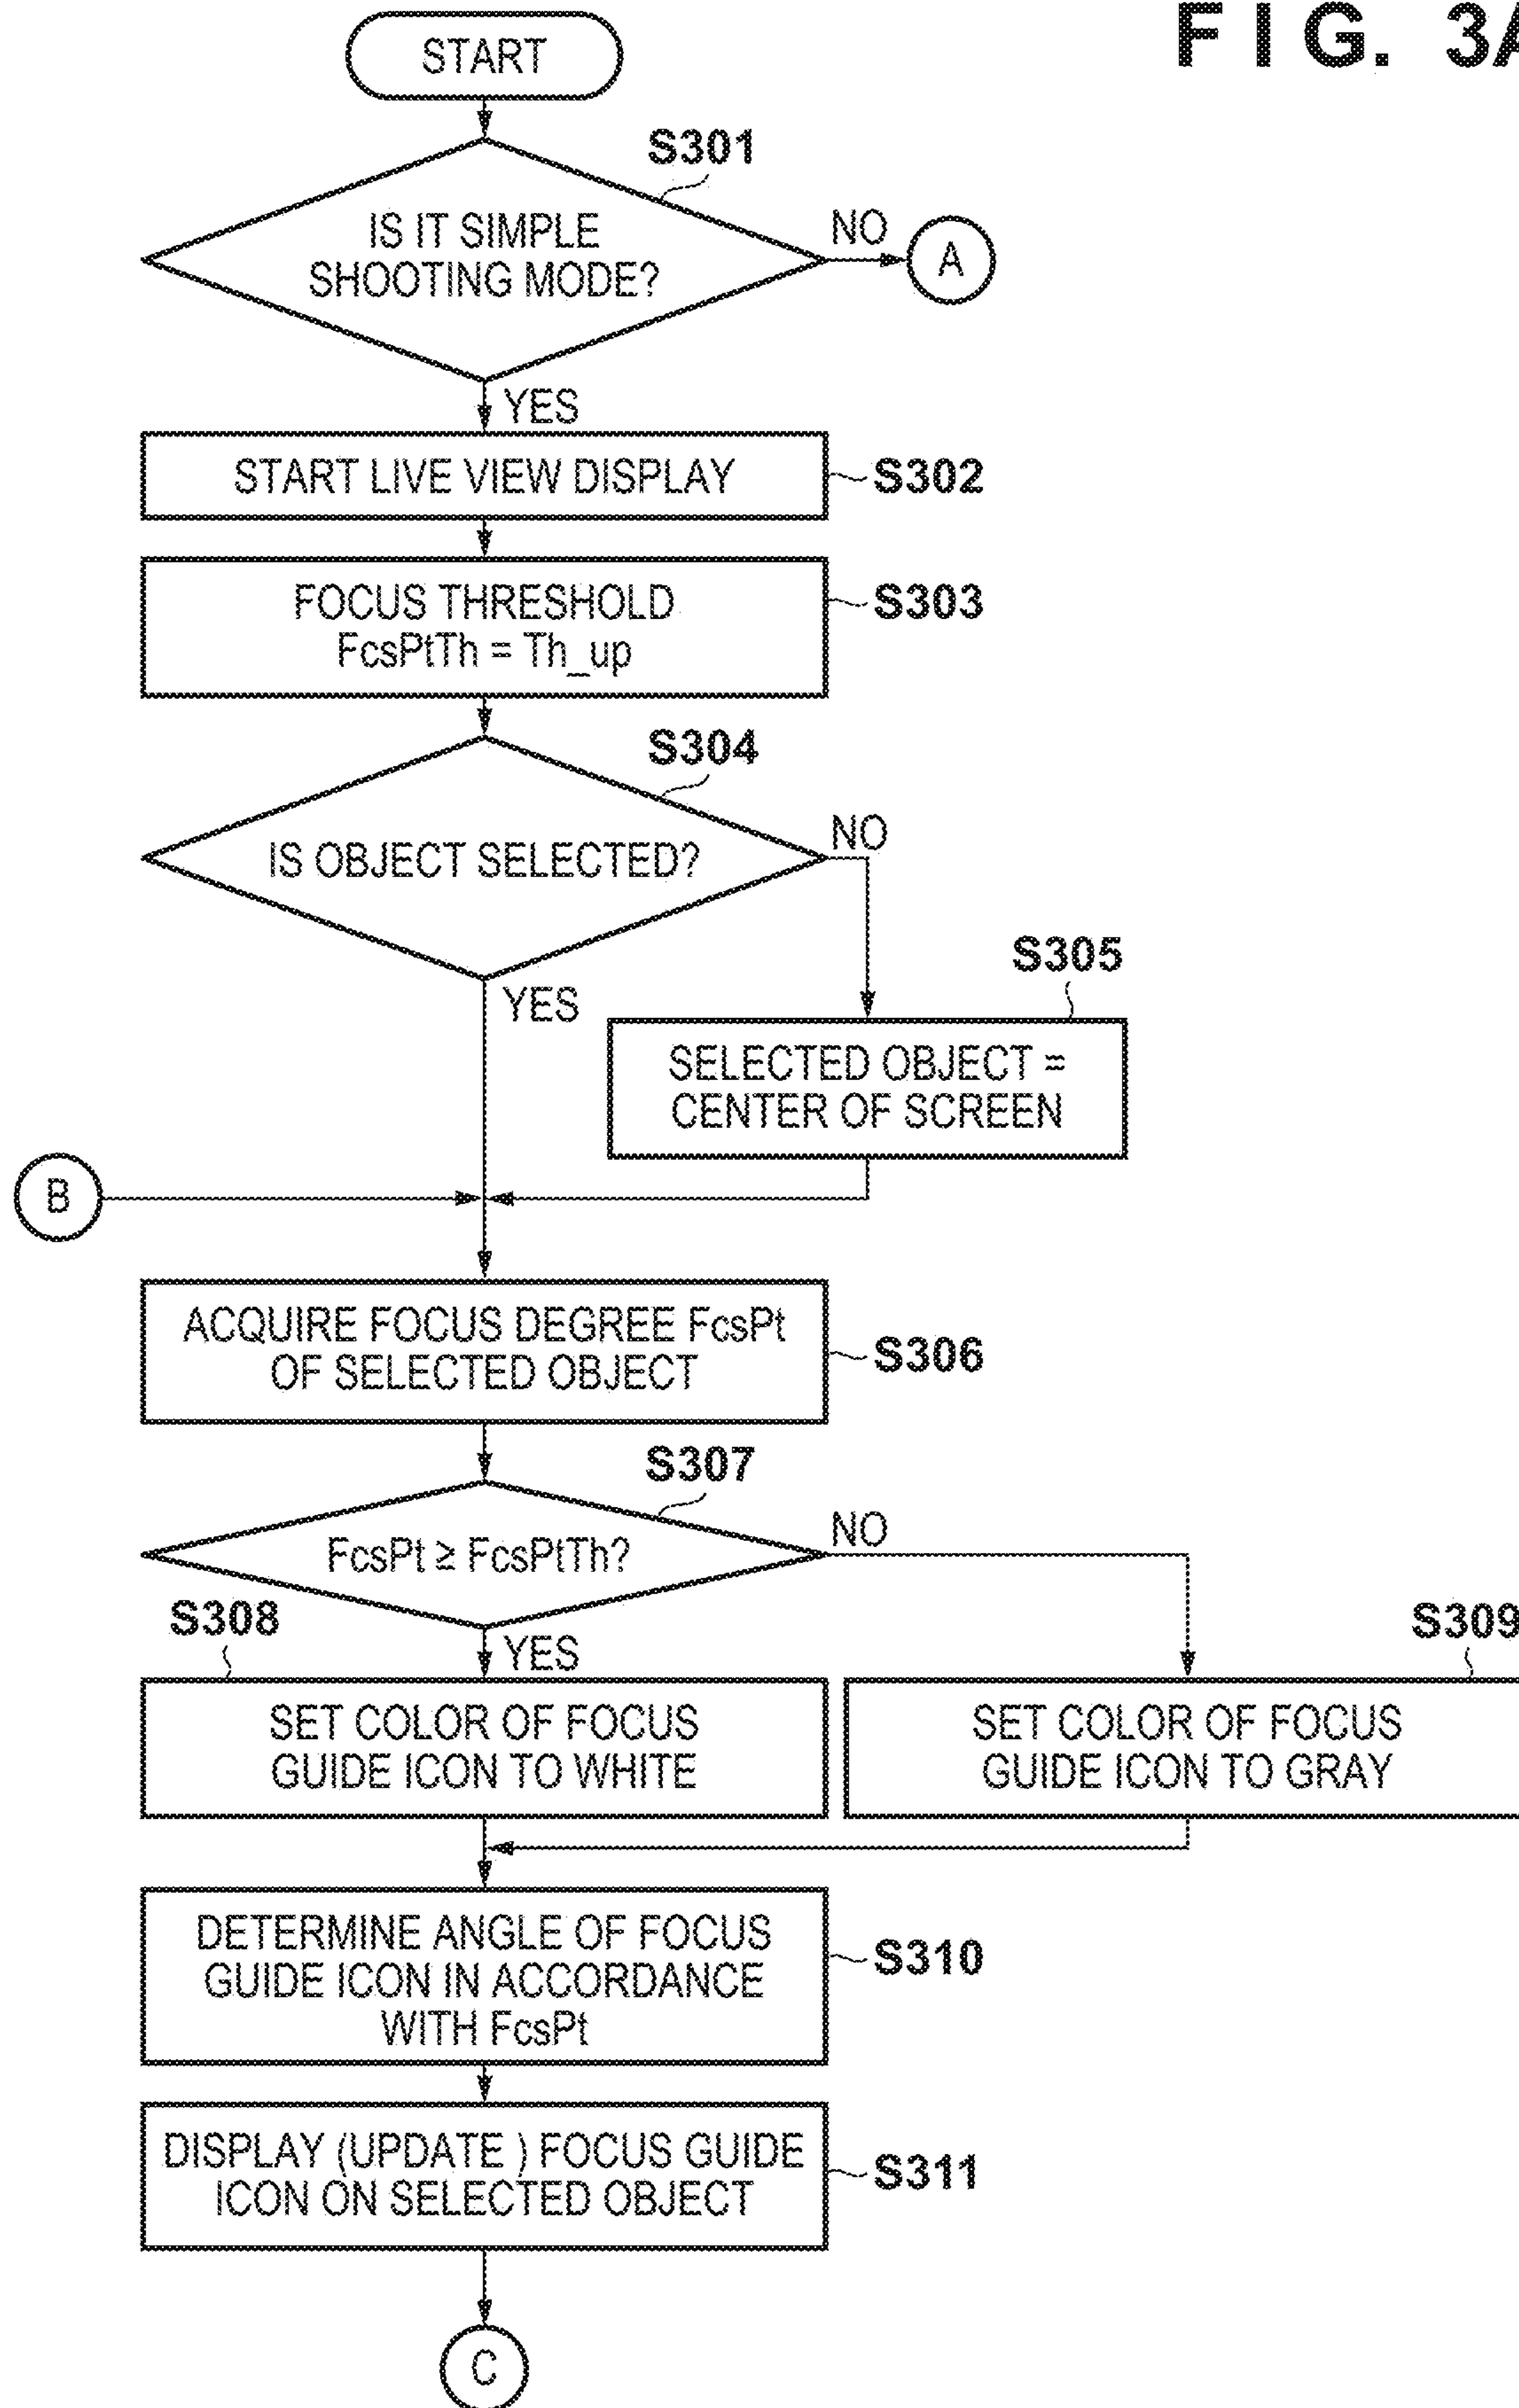 FIG. 3A
START
S301
IS IT SIMPLE
SHOOTING MODE?
NO
A
YES
START LIVE VIEW DISPLAY
S302
FOCUS THRESHOLD
FcsPtTh = Th_up
S303
S304
IS OBJECT SELECTED?
NO
YES
S305
SELECTED OBJECT =
CENTER OF SCREEN
B
ACQUIRE FOCUS DEGREE FcsPt
OF SELECTED OBJECT
S306
S307
FcsPt ≥ FcsPtTh?
NO
YES
S308
SET COLOR OF FOCUS
GUIDE ICON TO WHITE
S309
SET COLOR OF FOCUS
GUIDE ICON TO GRAY
DETERMINE ANGLE OF FOCUS
GUIDE ICON IN ACCORDANCE
WITH FcsPt
S310
DISPLAY (UPDATE ) FOCUS GUIDE
ICON ON SELECTED OBJECT
S311
C